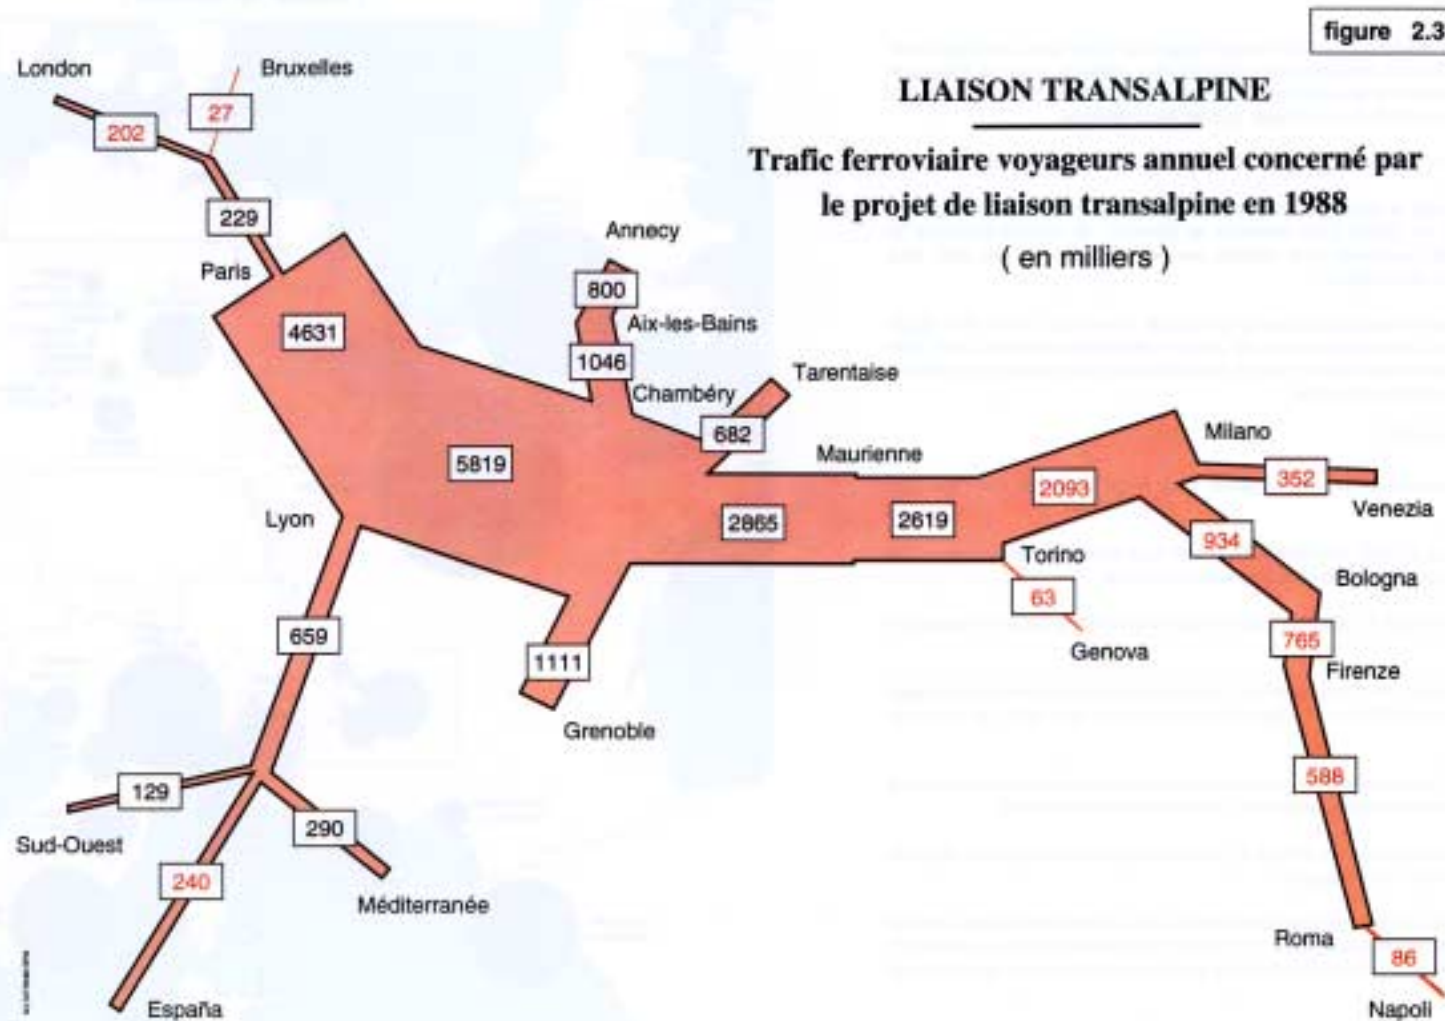 figure 2.3
LIAISON TRANSALPINE
Trafic ferroviaire voyageurs annuel concerné par
le projet de liaison transalpine en 1988
( en milliers )
London
Bruxelles
202
27
229
Paris
4631
Annecy
800
Aix-les-Bains
1046
Chambéry
Tarentaise
682
Maurienne
5819
Lyon
2865
2619
2093
Milano
352
Venezia
Torino
63
Genova
934
Bologna
765
Firenze
659
1111
Grenoble
129
Sud-Ouest
290
240
Méditerranée
España
588
Roma
86
Napoli